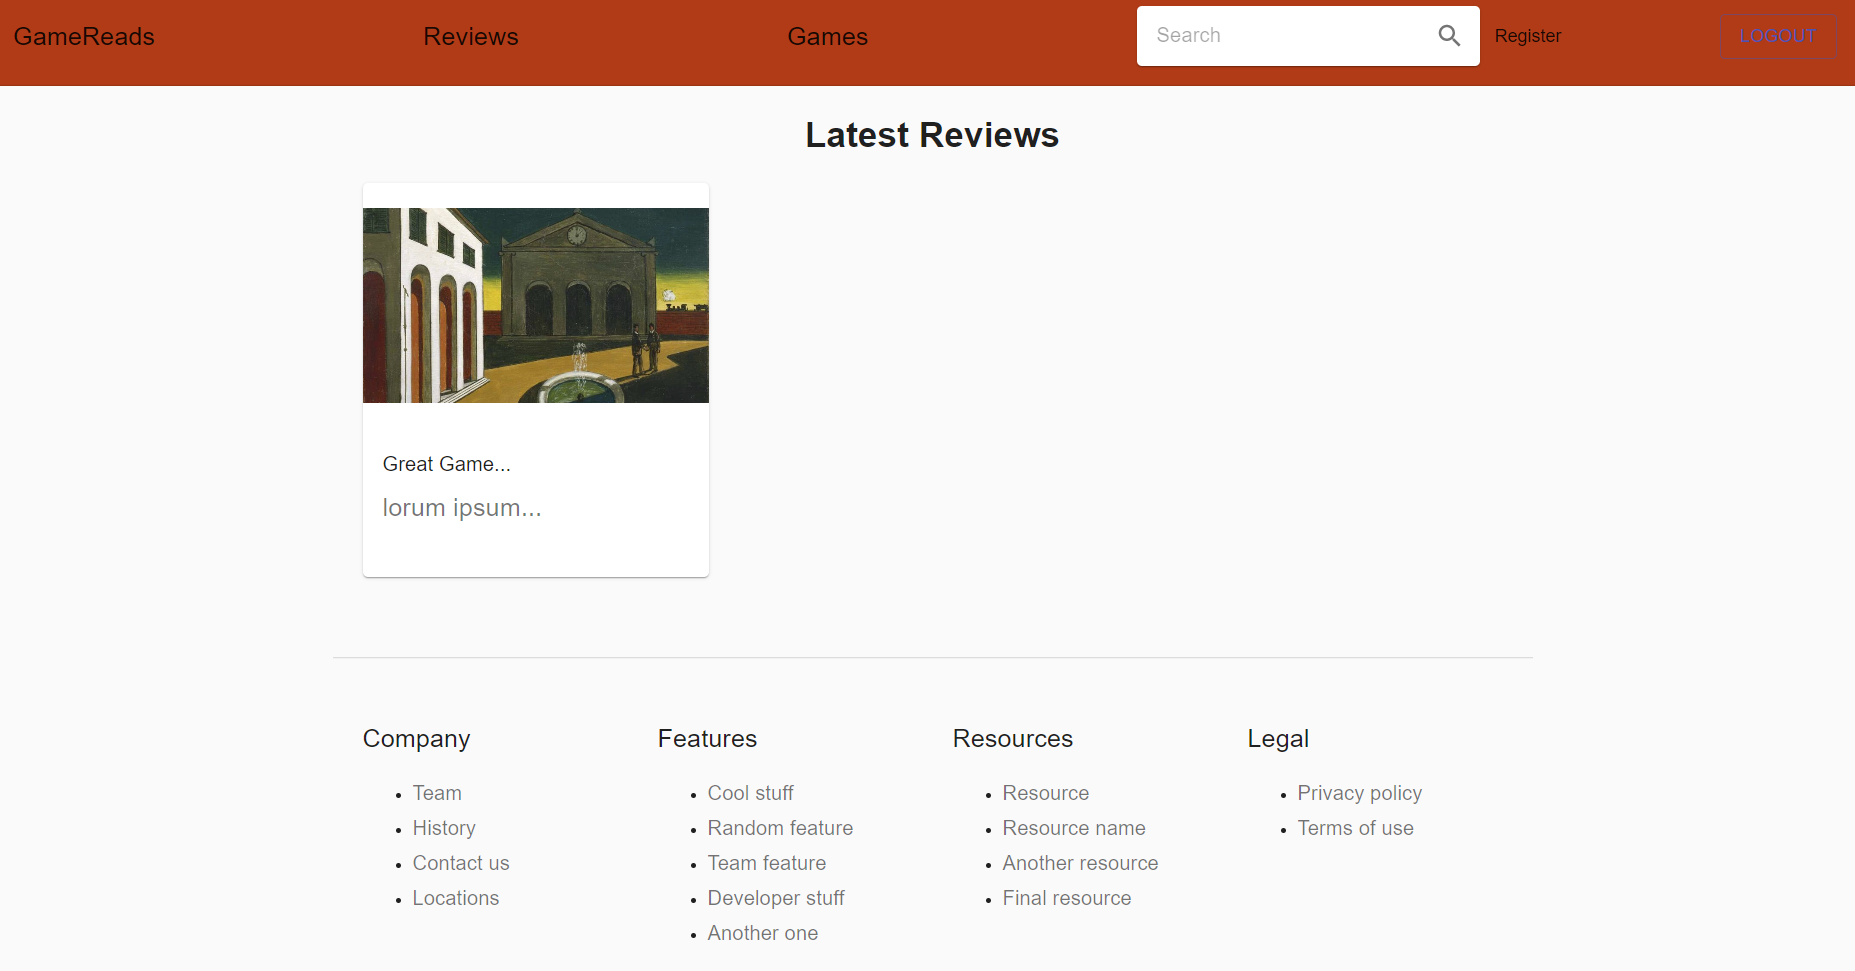 GameReads Reviews Games Search Register LOGOUT
Latest Reviews
Great Game...
lorum ipsum...
Company
Team
History
Contact us
Locations
Features
Cool stuff
Random feature
Team feature
Developer stuff
Another one
Resources
Resource
Resource name
Another resource
Final resource
Legal
Privacy policy
Terms of use